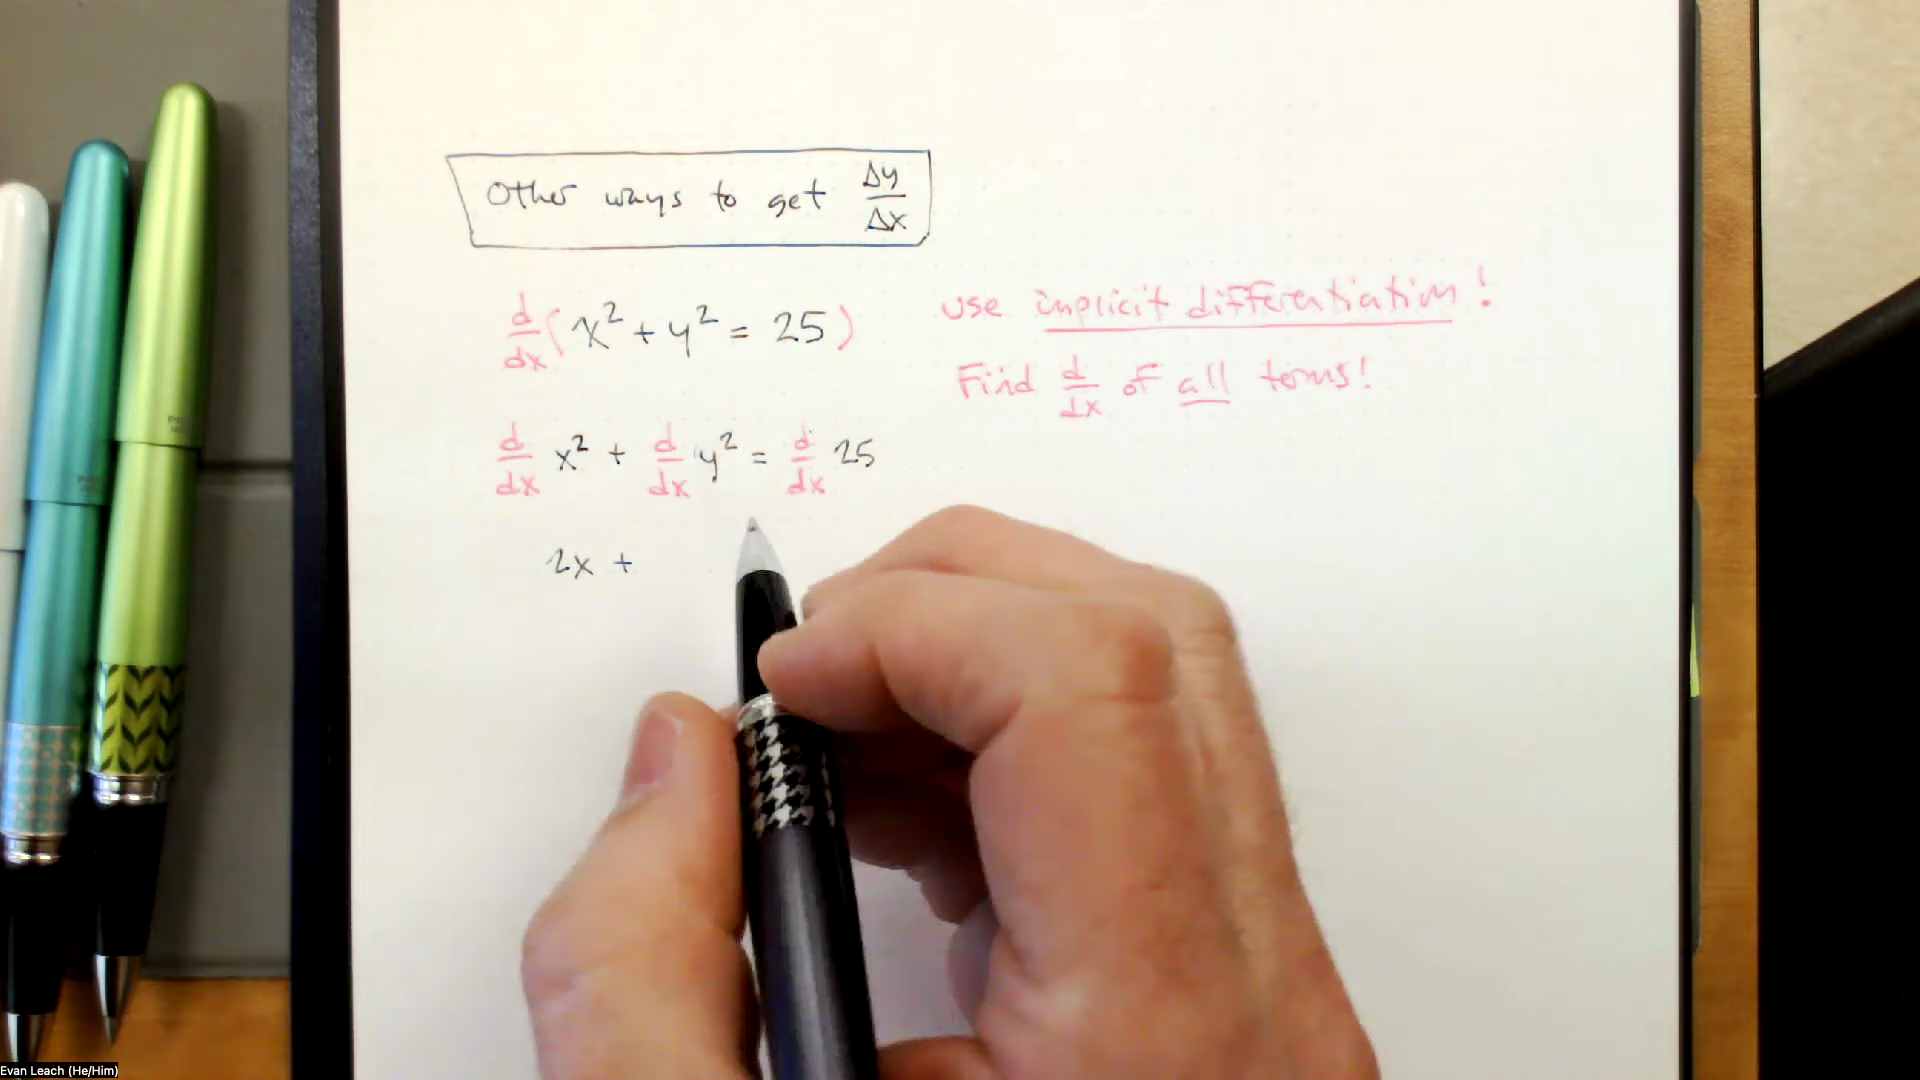 Other ways to get Δy/Δx
d/dx(x² + y² = 25)
use implicit differentiation!
Find d/dx of all terms!
d/dx x² + d/dx y² = d/dx 25
2x +
Evan Leach (He/Him)